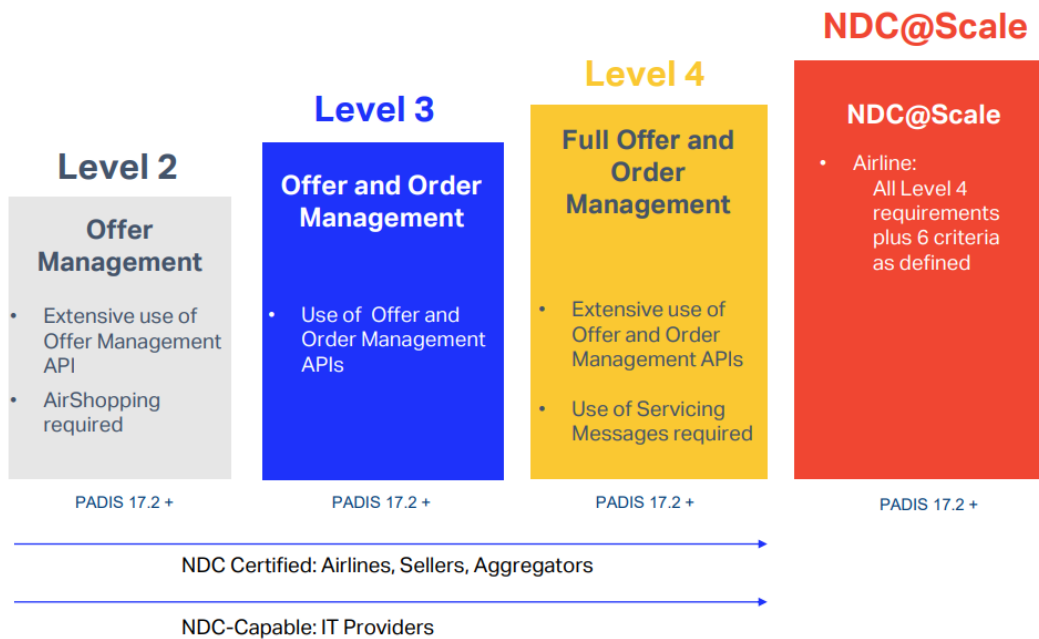 Level 2
Offer
Management
• Extensive use of
Offer Management
API
• AirShopping
required
PADIS 17.2 +
Level 3
Offer and Order
Management
• Use of  Offer and
Order Management
APIs
PADIS 17.2 +
Level 4
Full Offer and
Order
Management
• Extensive use of
Offer and Order
Management APIs
• Use of Servicing
Messages required
PADIS 17.2 +
NDC@Scale
NDC@Scale
• Airline:
All Level 4
requirements
plus 6 criteria
as defined
PADIS 17.2 +
NDC Certified: Airlines, Sellers, Aggregators
NDC-Capable: IT Providers